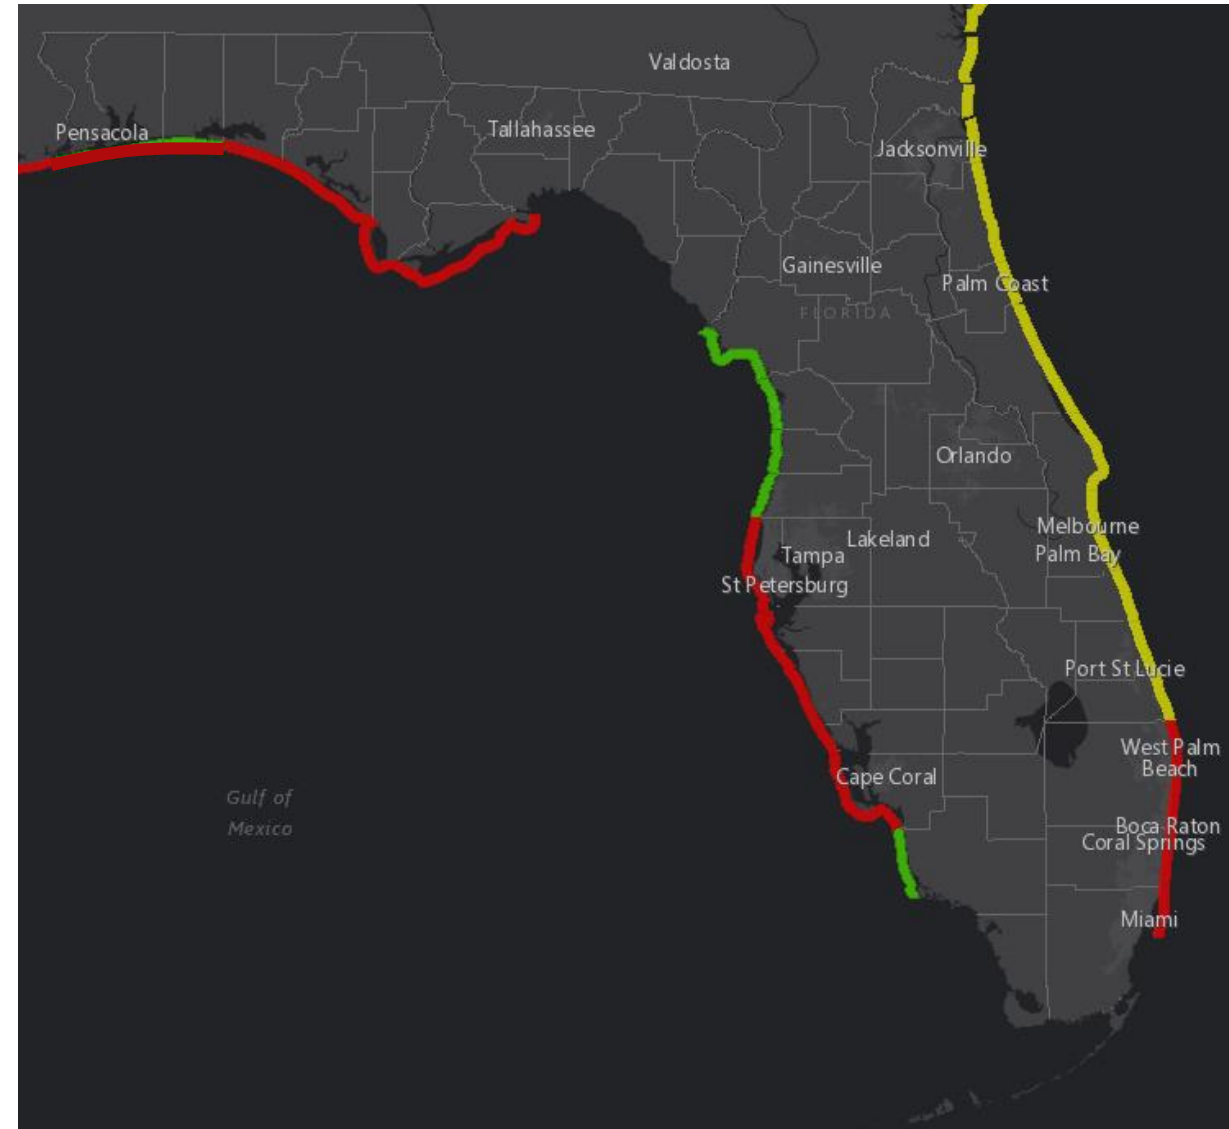 Valdosta
Pensacola
Tallahassee
Jacksonville
Gainesville
Palm Coast
FLORIDA
Orlando
Melbourne
Lakeland
Tampa
Palm Bay
St Petersburg
Port St Lucie
West Palm
Beach
Cape Coral
Gulf of
Mexico
Boca Raton
Coral Springs
Miami